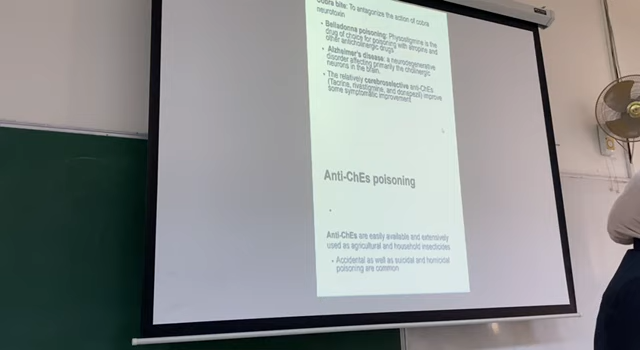 Cobra bite: To antagonize the action of cobra
neurotoxin
• Belladonna poisoning: Physostigmine is the
drug of choice for poisoning with atropine and
other anticholinergic drugs
• Alzheimer's disease: a neurodegenerative
disorder affecting primarily the cholinergic
neurons in the brain.
• The relatively cerebroselective anti-ChEs
(Tacrine, rivastigmine, and donepezil) improve
some symptomatic improvement
Anti-ChEs poisoning
•
Anti-ChEs are easily available and extensively
used as agricultural and household insecticides
• Accidental as well as suicidal and homicidal
poisoning are common